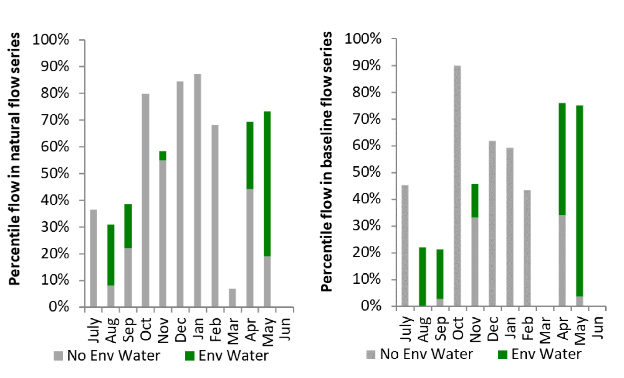 Percentile flow in natural flow series
100%
90%
80%
70%
60%
50%
40%
30%
20%
10%
0%
July
Aug
Sep
Oct
Nov
Dec
Jan
Feb
Mar
Apr
May
Jun
No Env Water
Env Water
Percentile flow in baseline flow series
100%
90%
80%
70%
60%
50%
40%
30%
20%
10%
0%
July
Aug
Sep
Oct
Nov
Dec
Jan
Feb
Mar
Apr
May
Jun
No Env Water
Env Water